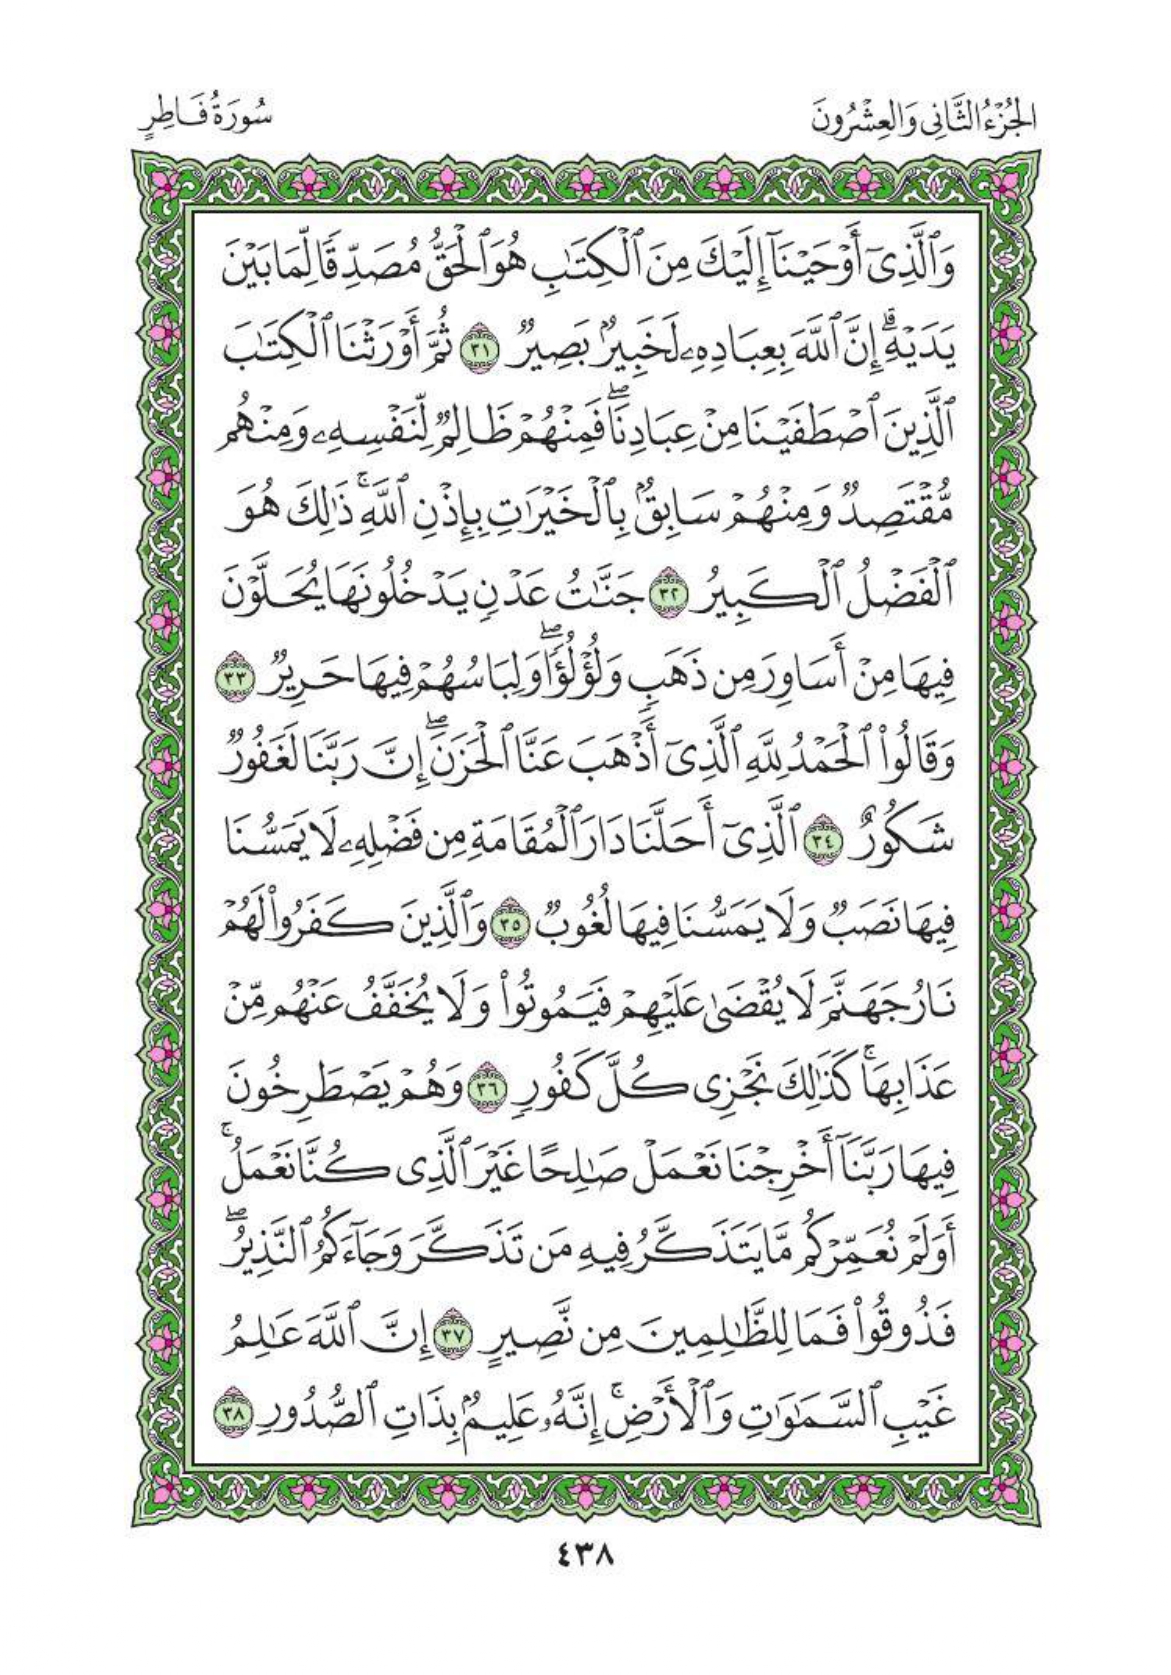 الجُزْءُ الثَّانِي وَالعِشْرُونَ
سُورَةُ فَاطِرٍ
وَٱلَّذِىٓ أَوْحَيْنَآ إِلَيْكَ مِنَ ٱلْكِتَٰبِ هُوَ ٱلْحَقُّ مُصَدِّقًا لِّمَا بَيْنَ
يَدَيْهِۗ إِنَّ ٱللَّهَ بِعِبَادِهِۦ لَخَبِيرٌۢ بَصِيرٌ ٣١ ثُمَّ أَوْرَثْنَا ٱلْكِتَٰبَ
ٱلَّذِينَ ٱصْطَفَيْنَا مِنْ عِبَادِنَاۖ فَمِنْهُمْ ظَالِمٌ لِّنَفْسِهِۦ وَمِنْهُم
مُّقْتَصِدٌ وَمِنْهُمْ سَابِقٌۢ بِٱلْخَيْرَٰتِ بِإِذْنِ ٱللَّهِۚ ذَٰلِكَ هُوَ
ٱلْفَضْلُ ٱلْكَبِيرُ ٣٢ جَنَّٰتُ عَدْنٍ يَدْخُلُونَهَا يُحَلَّوْنَ
فِيهَا مِنْ أَسَاوِرَ مِن ذَهَبٍ وَلُؤْلُؤًاۖ وَلِبَاسُهُمْ فِيهَا حَرِيرٌ ٣٣
وَقَالُوا۟ ٱلْحَمْدُ لِلَّهِ ٱلَّذِىٓ أَذْهَبَ عَنَّا ٱلْحَزَنَۖ إِنَّ رَبَّنَا لَغَفُورٌ
شَكُورٌ ٣٤ ٱلَّذِىٓ أَحَلَّنَا دَارَ ٱلْمُقَامَةِ مِن فَضْلِهِۦ لَا يَمَسُّنَا
فِيهَا نَصَبٌ وَلَا يَمَسُّنَا فِيهَا لُغُوبٌ ٣٥ وَٱلَّذِينَ كَفَرُوا۟ لَهُمْ
نَارُ جَهَنَّمَ لَا يُقْضَىٰ عَلَيْهِمْ فَيَمُوتُوا۟ وَلَا يُخَفَّفُ عَنْهُم مِّنْ
عَذَابِهَاۚ كَذَٰلِكَ نَجْزِى كُلَّ كَفُورٍ ٣٦ وَهُمْ يَصْطَرِخُونَ
فِيهَا رَبَّنَآ أَخْرِجْنَا نَعْمَلْ صَٰلِحًا غَيْرَ ٱلَّذِى كُنَّا نَعْمَلُۚ
أَوَلَمْ نُعَمِّرْكُم مَّا يَتَذَكَّرُ فِيهِ مَن تَذَكَّرَ وَجَآءَكُمُ ٱلنَّذِيرُۖ
فَذُوقُوا۟ فَمَا لِلظَّٰلِمِينَ مِن نَّصِيرٍ ٣٧ إِنَّ ٱللَّهَ عَٰلِمُ
غَيْبِ ٱلسَّمَٰوَٰتِ وَٱلْأَرْضِۚ إِنَّهُۥ عَلِيمٌۢ بِذَاتِ ٱلصُّدُورِ ٣٨
٤٣٨